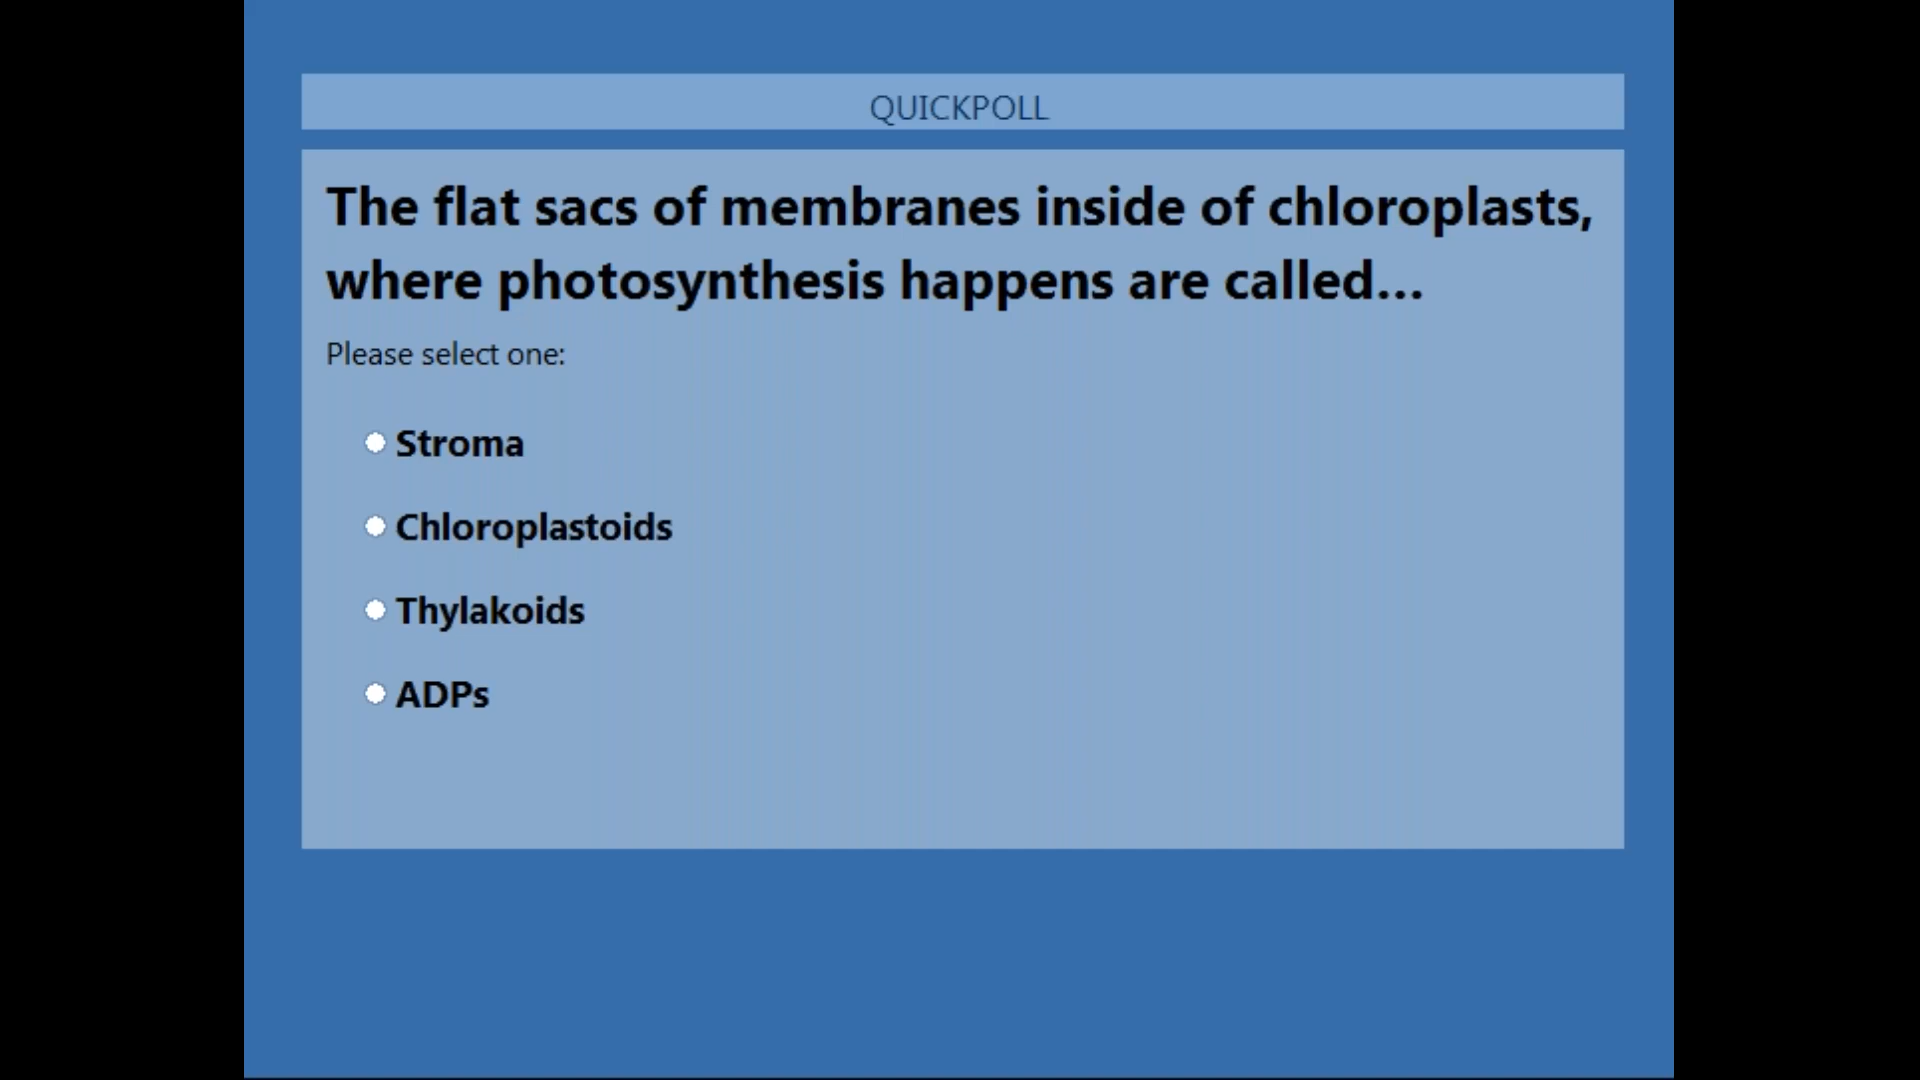 QUICKPOLL
The flat sacs of membranes inside of chloroplasts,
where photosynthesis happens are called...
Please select one:
Stroma
Chloroplastoids
Thylakoids
ADPs